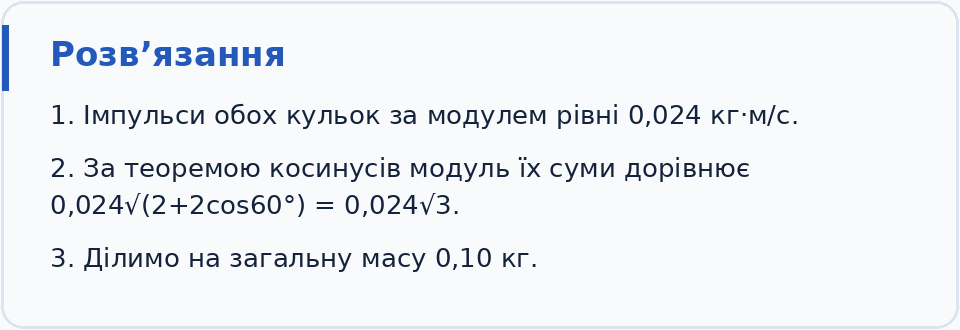 Розв’язання
1. Імпульси обох кульок за модулем рівні 0,024 кг·м/с.
2. За теоремою косинусів модуль їх суми дорівнює
0,024√(2+2cos60°) = 0,024√3.
3. Ділимо на загальну масу 0,10 кг.